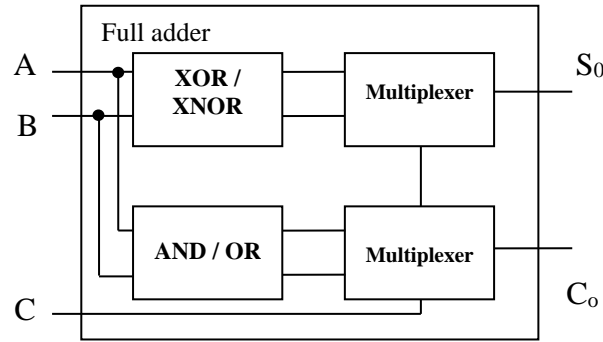 Full adder
A
B
XOR /
XNOR
Multiplexer
S₀
AND / OR
Multiplexer
C
Cₒ